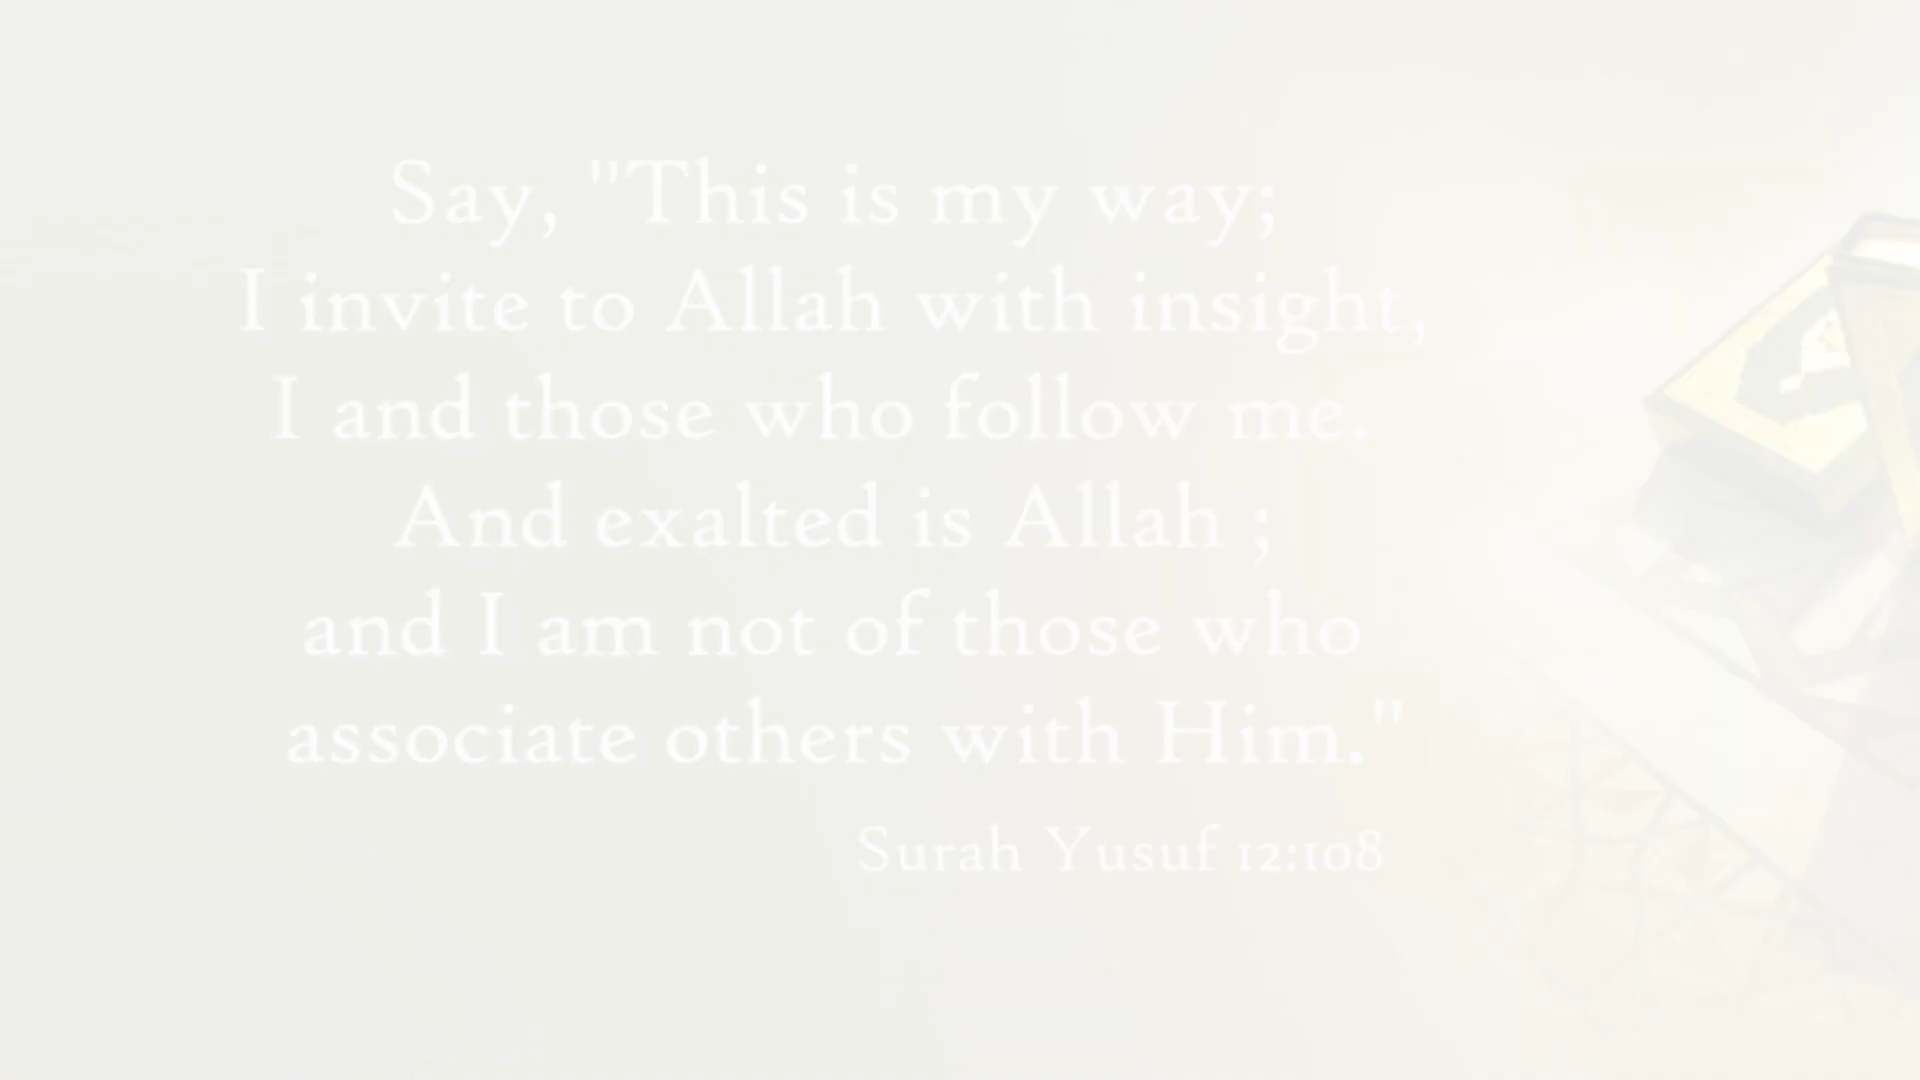 Say, "This is my way;
I invite to Allah with insight,
I and those who follow me.
And exalted is Allah ;
and I am not of those who
associate others with Him."
Surah Yusuf 12:108